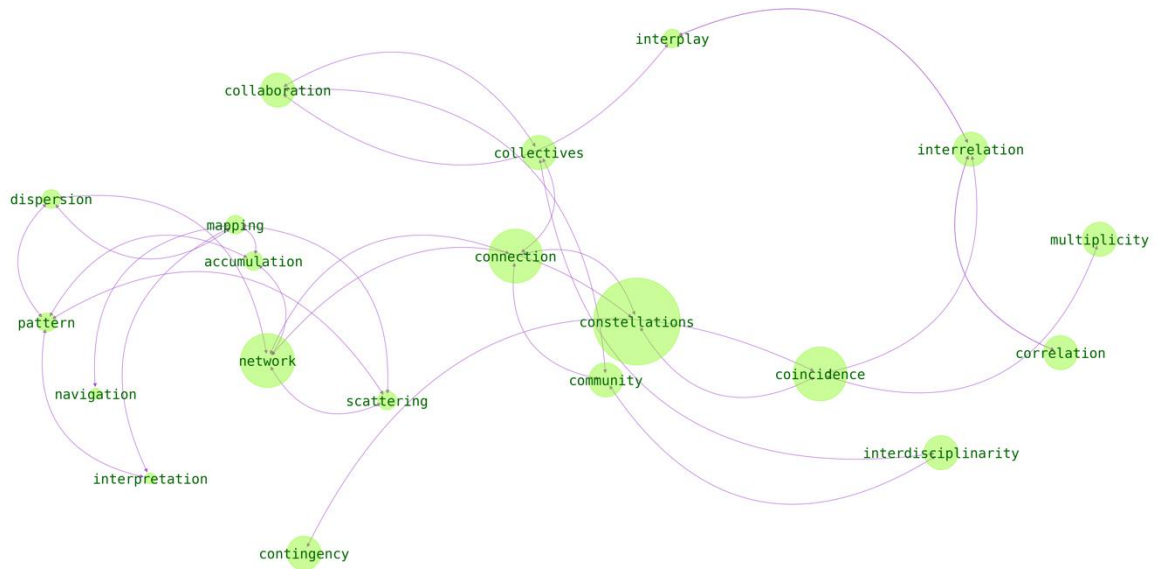 interplay
collaboration
collectives
interrelation
dispersion
mapping
multiplicity
connection
accumulation
pattern
constellations
network
correlation
coincidence
community
navigation
scattering
interdisciplinarity
interpretation
contingency